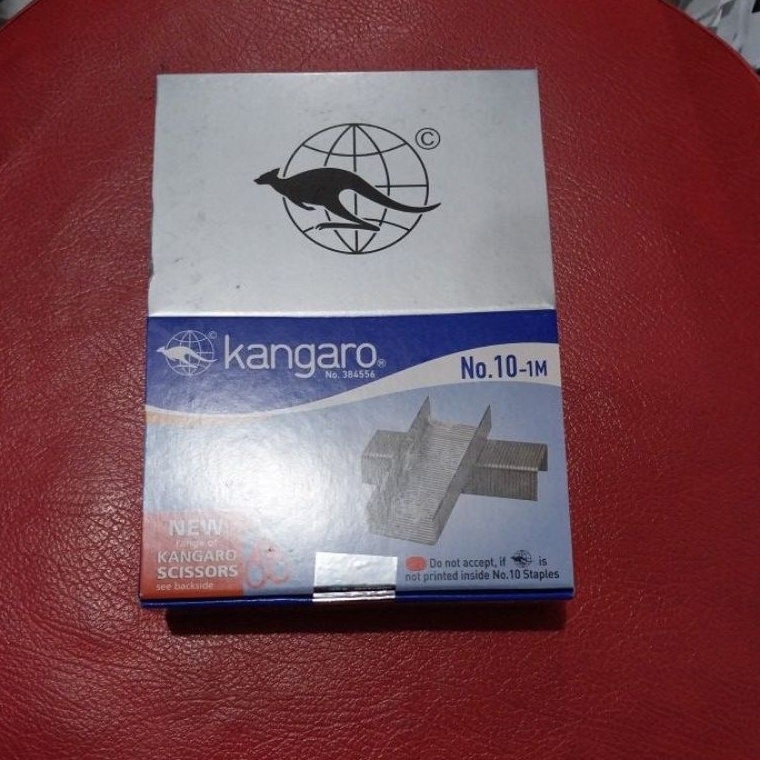 ©
© kangaro®
No. 384556
No.10-1M
NEW
range of
KANGARO
SCISSORS
see backside
Do not accept, if is
not printed inside No.10 Staples